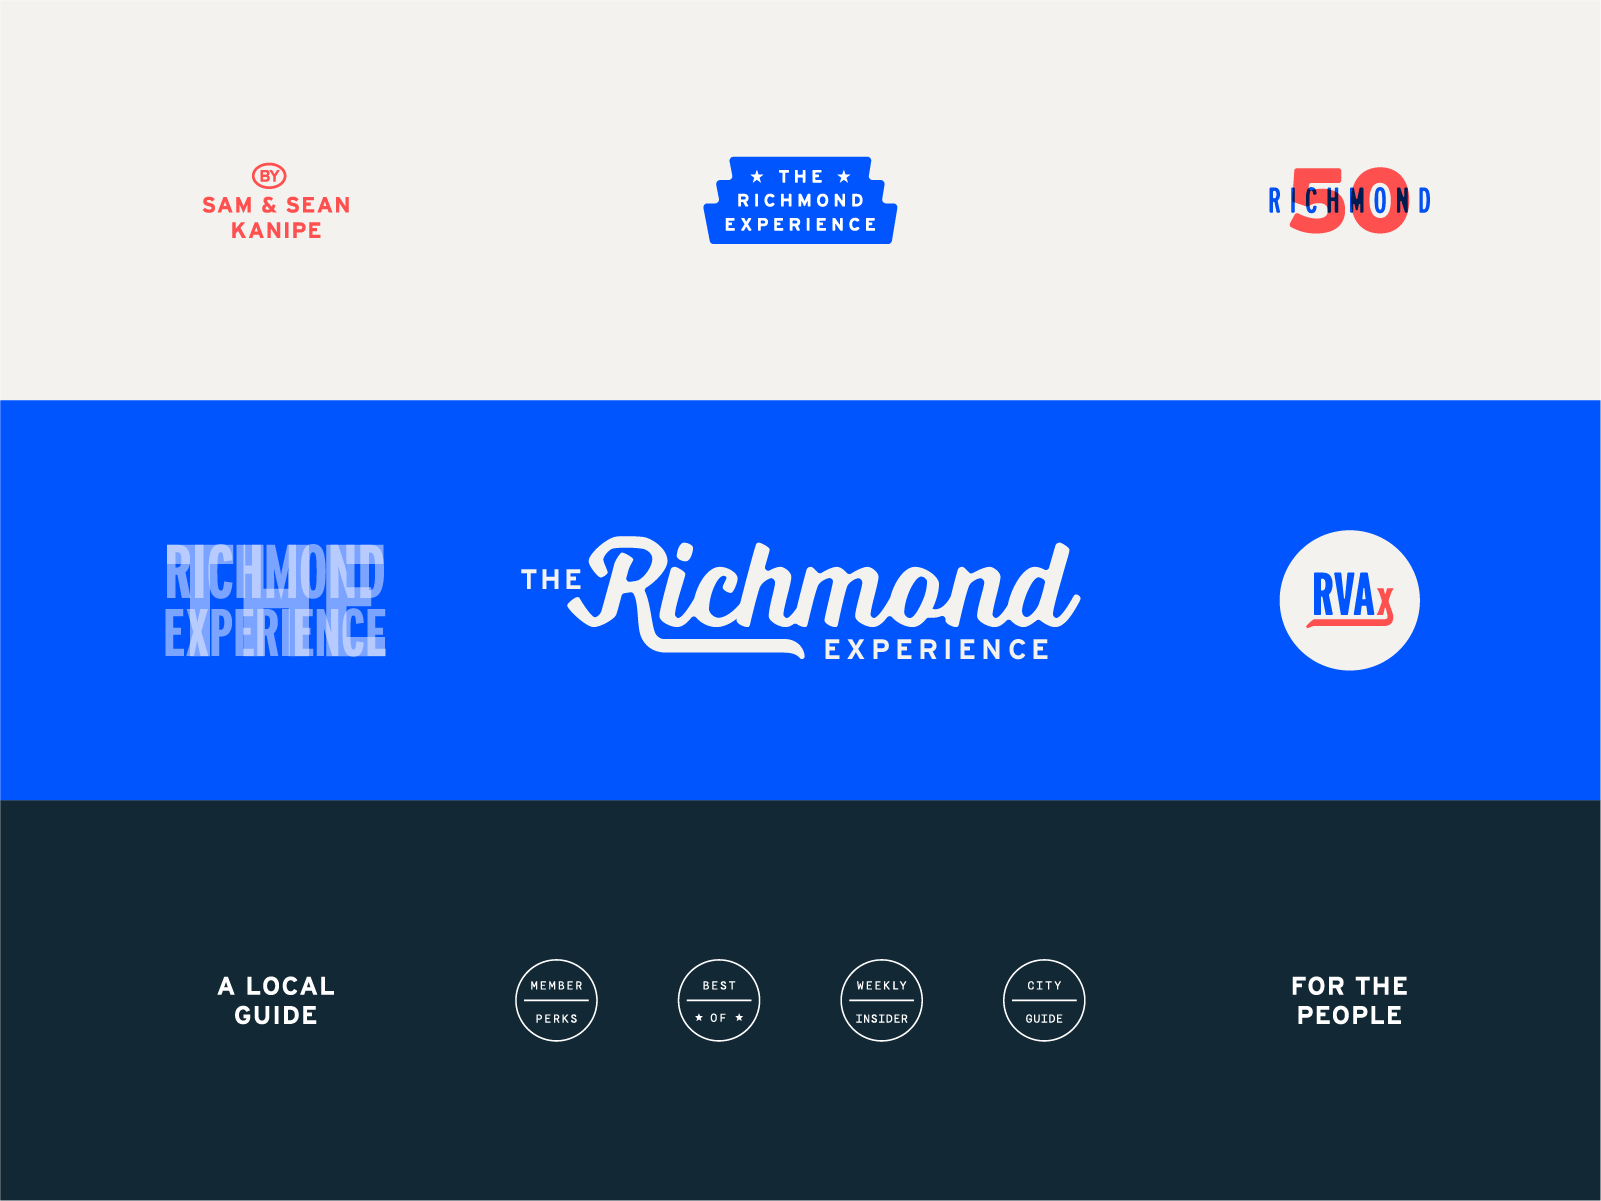 BY
SAM & SEAN
KANIPE
★ THE ★
RICHMOND
EXPERIENCE
50
RICHMOND
RICHMOND
EXPERIENCE
THE Richmond
EXPERIENCE
RVAx
A LOCAL
GUIDE
MEMBER
PERKS
BEST
★ OF ★
WEEKLY
INSIDER
CITY
GUIDE
FOR THE
PEOPLE